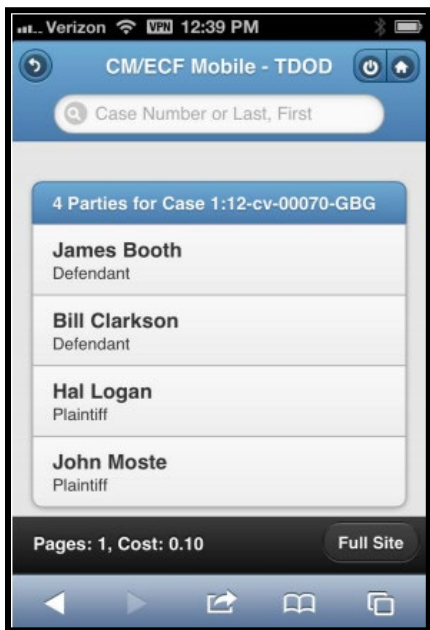 Verizon VPN 12:39 PM
CM/ECF Mobile - TDOD
Case Number or Last, First
4 Parties for Case 1:12-cv-00070-GBG
James Booth
Defendant
Bill Clarkson
Defendant
Hal Logan
Plaintiff
John Moste
Plaintiff
Pages: 1, Cost: 0.10 Full Site